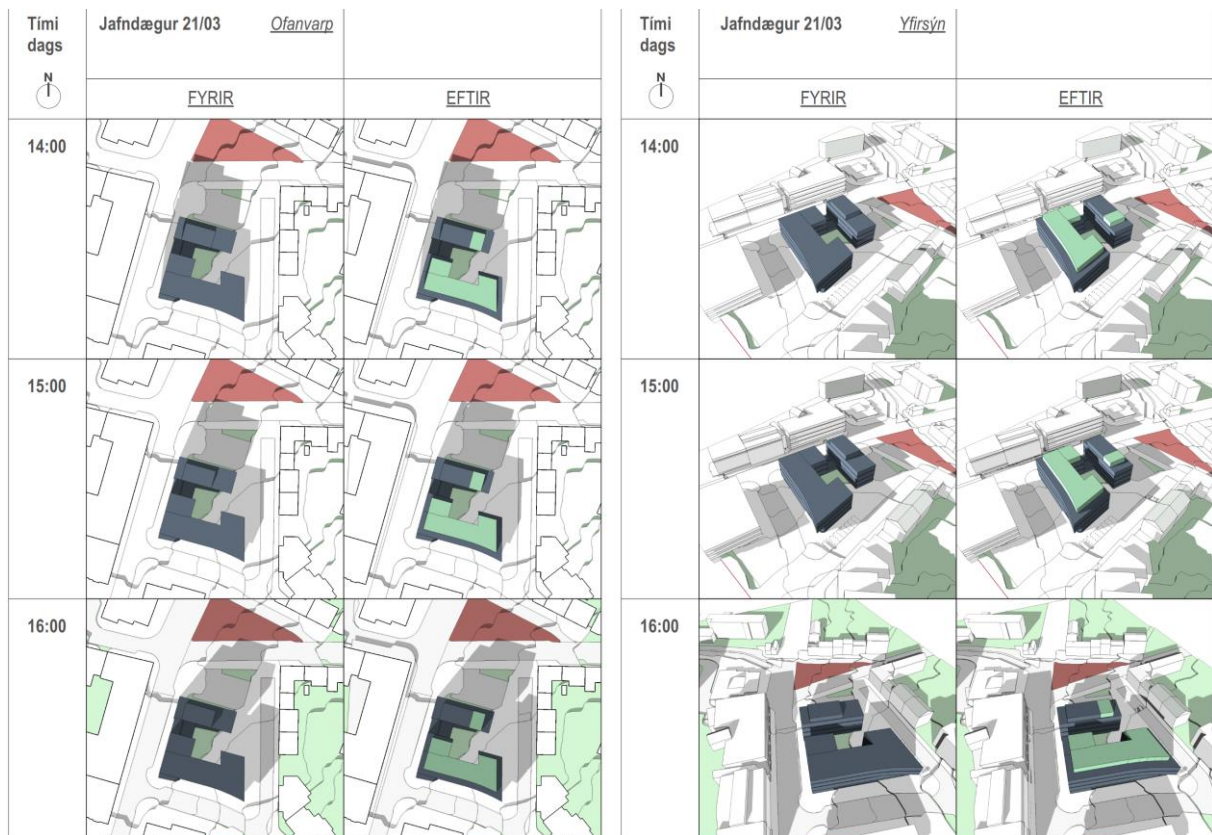 Tími
dags
Jafndægur 21/03
Ofanvarp
N
FYRIR
EFTIR
14:00
15:00
16:00
Tími
dags
Jafndægur 21/03
Yfirsýn
N
FYRIR
EFTIR
14:00
15:00
16:00